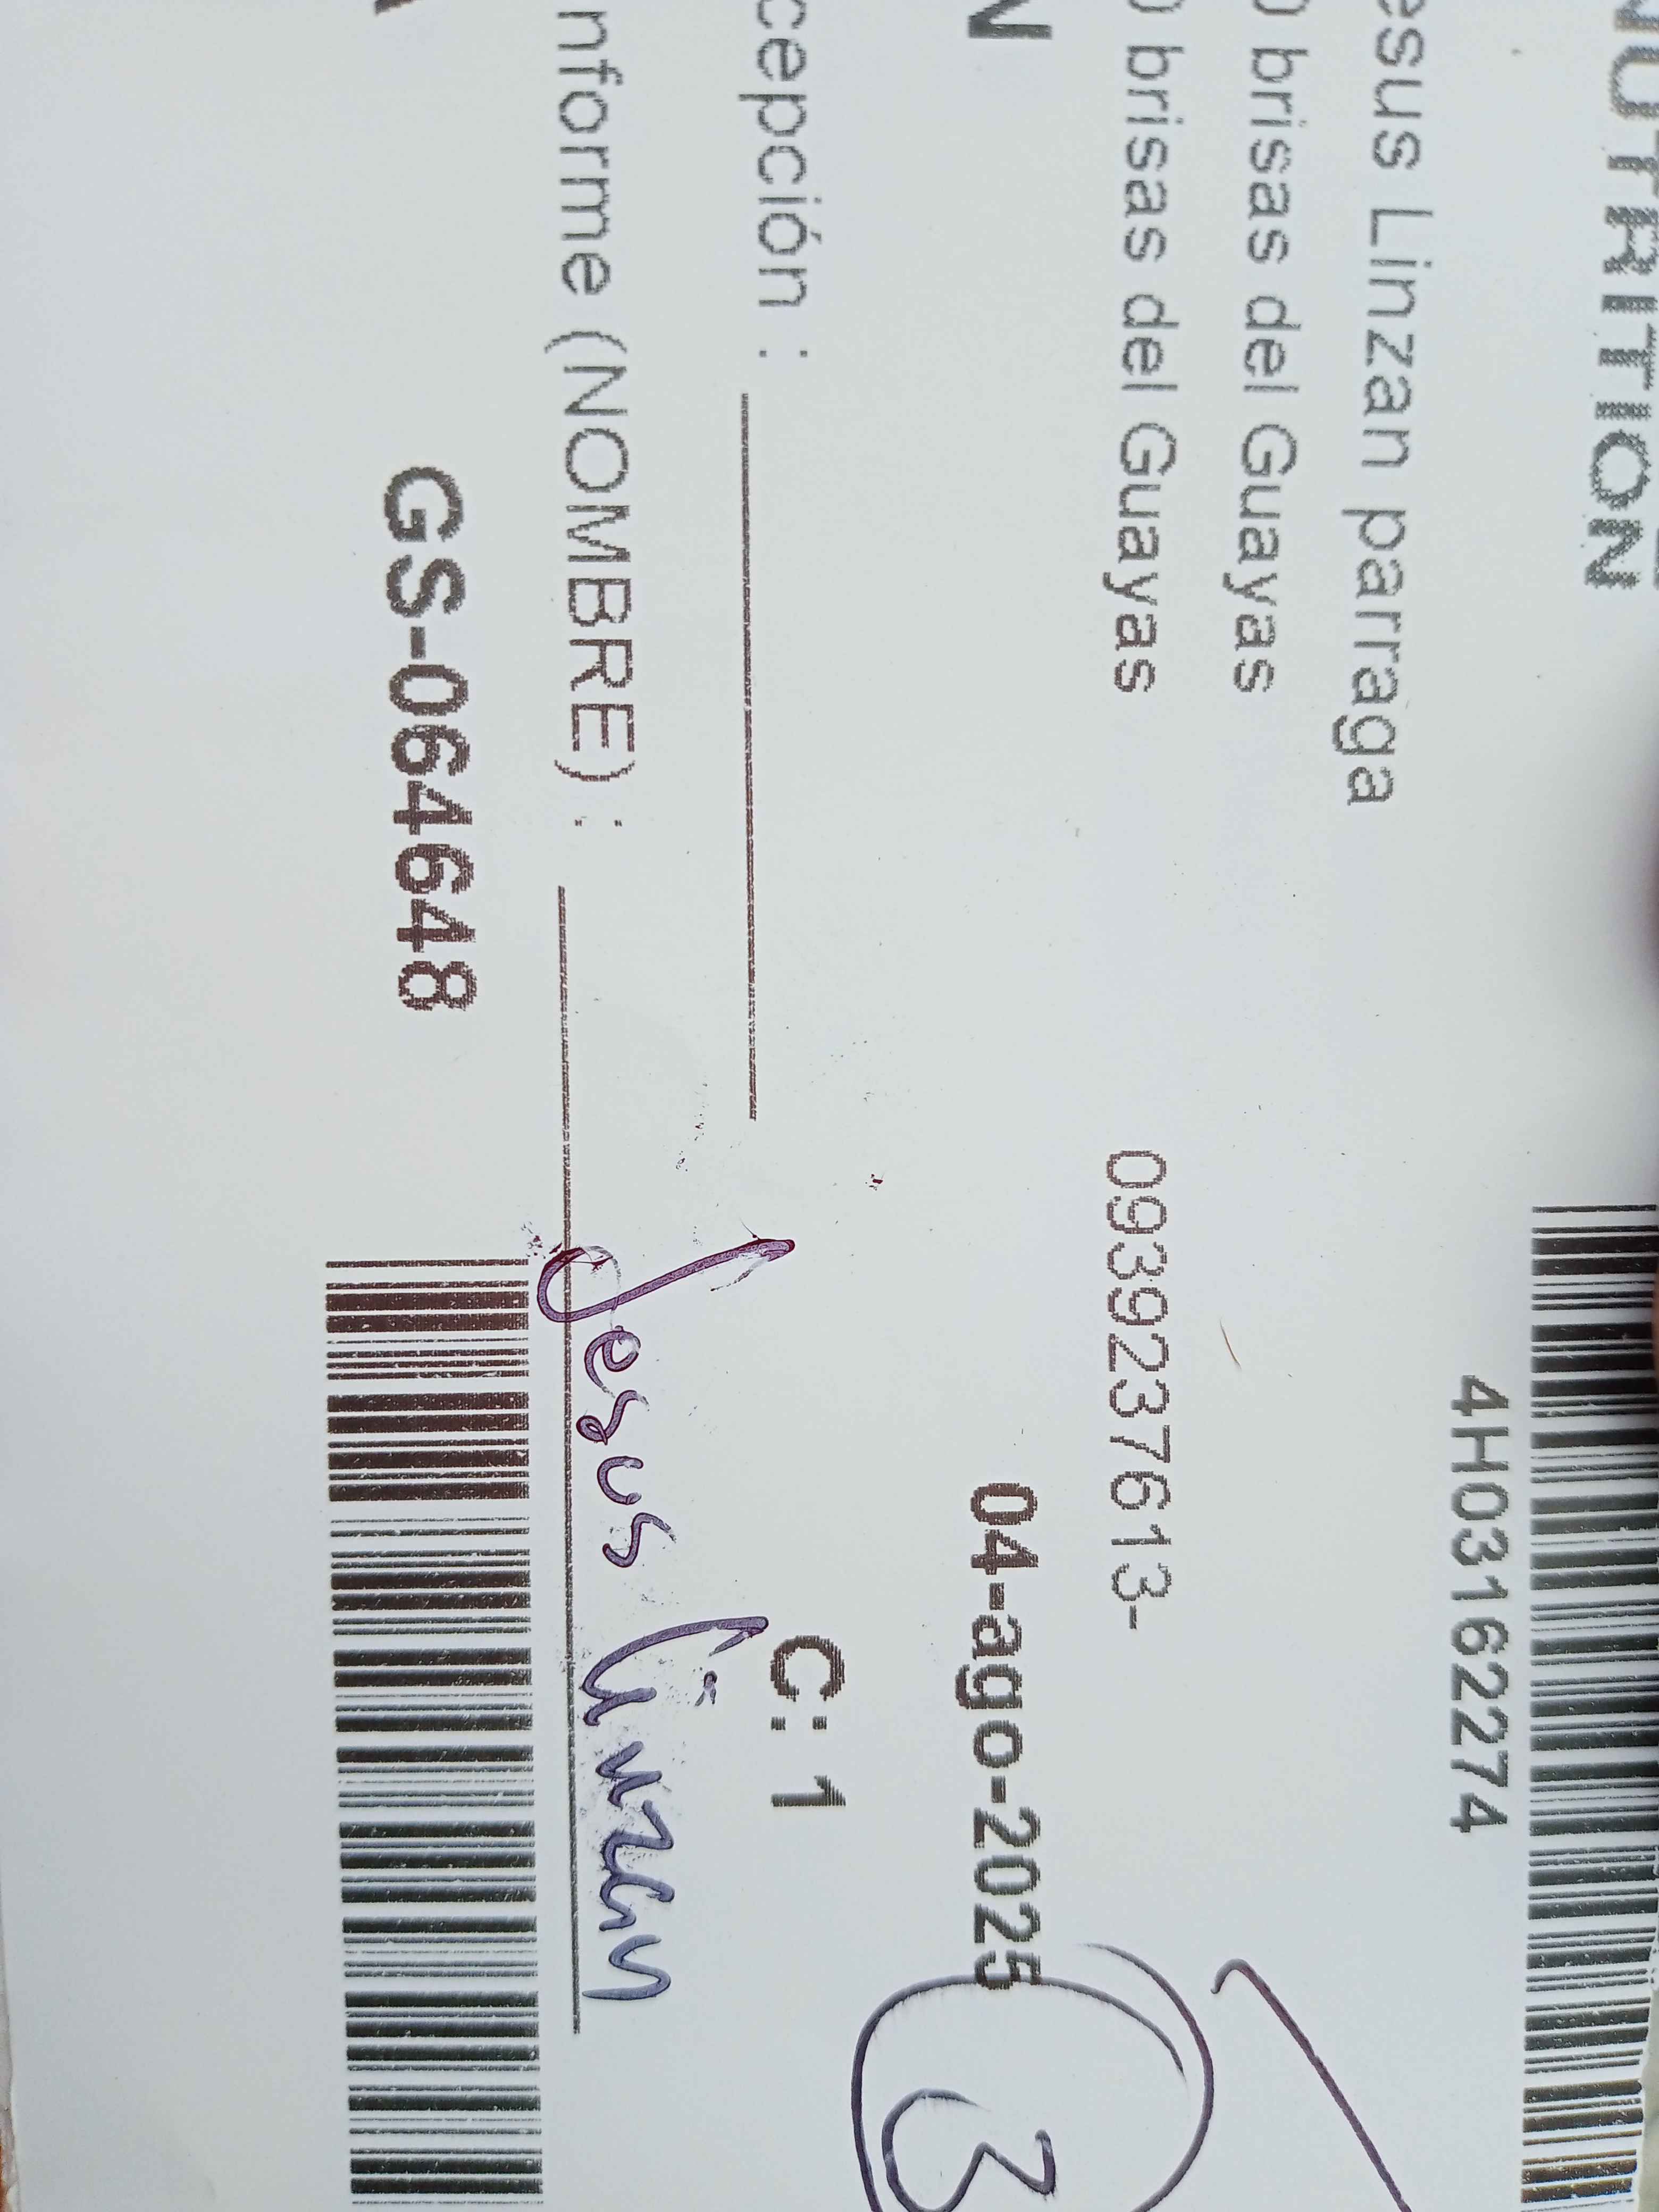 NUTRITION
4H03162274
esus Linzan parraga
O brisas del Guayas
O brisas del Guayas 0939237613-
N 04-ago-2025
3
cepción : C: 1
nforme (NOMBRE) : Jesus Linzan
GS-064648